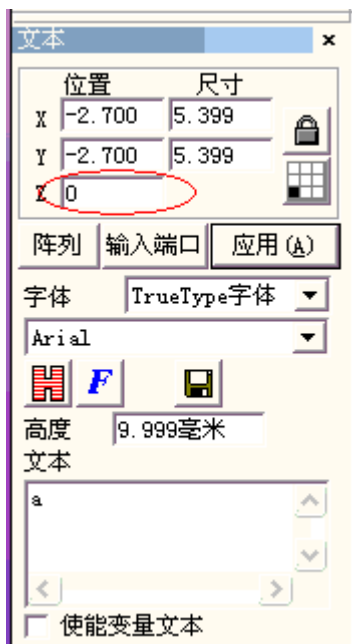 文本
位置 尺寸
X -2.700 5.399
Y -2.700 5.399
Z 0
阵列 输入端口 应用(A)
字体 TrueType字体
Arial
F
高度 9.999毫米
文本
a
使能变量文本